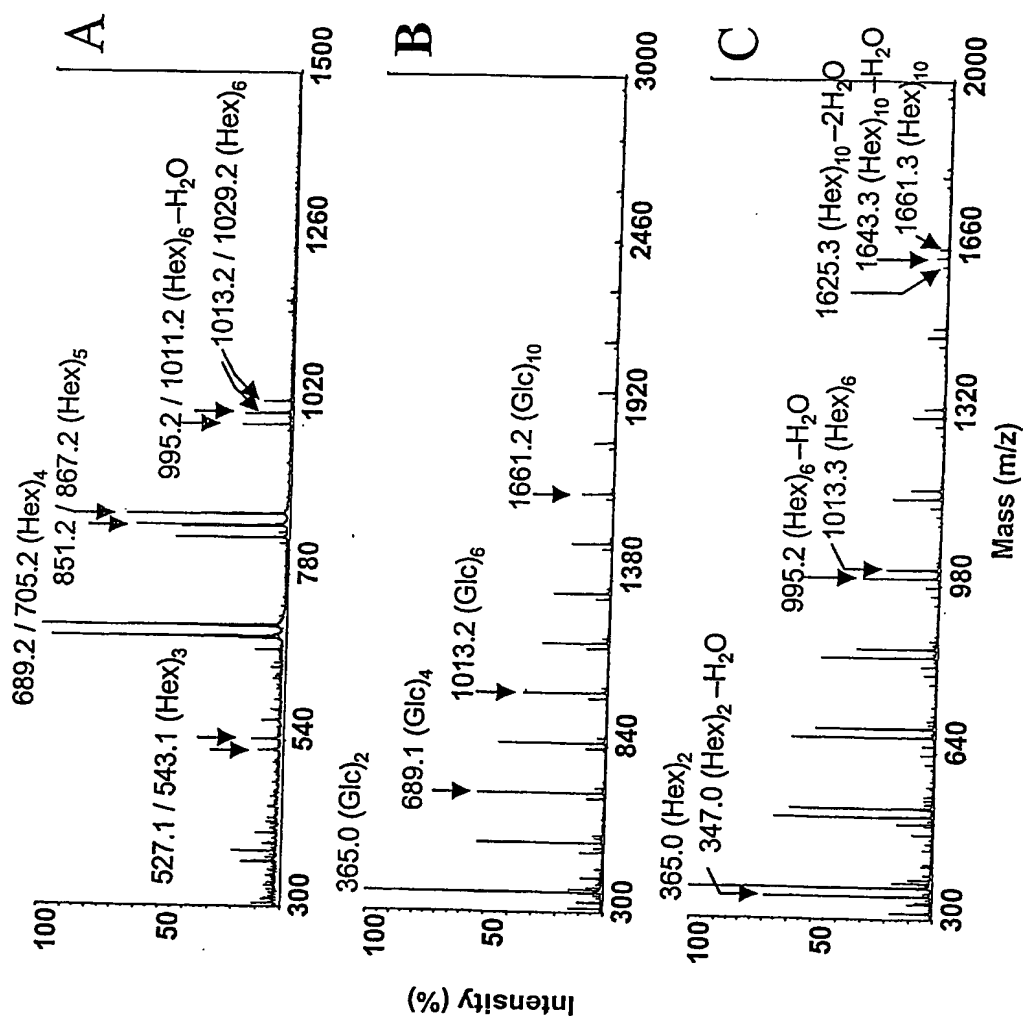 Intensity (%)
A
100
50
300
540
780
1020
1260
1500
527.1 / 543.1 (Hex)₃
689.2 / 705.2 (Hex)₄
851.2 / 867.2 (Hex)₅
995.2 / 1011.2 (Hex)₆–H₂O
1013.2 / 1029.2 (Hex)₆
B
100
50
300
840
1380
1920
2460
3000
365.0 (Glc)₂
689.1 (Glc)₄
1013.2 (Glc)₆
1661.2 (Glc)₁₀
C
100
50
300
640
980
1320
1660
2000
365.0 (Hex)₂
347.0 (Hex)₂–H₂O
995.2 (Hex)₆–H₂O
1013.3 (Hex)₆
1625.3 (Hex)₁₀–2H₂O
1643.3 (Hex)₁₀–H₂O
1661.3 (Hex)₁₀
Mass (m/z)